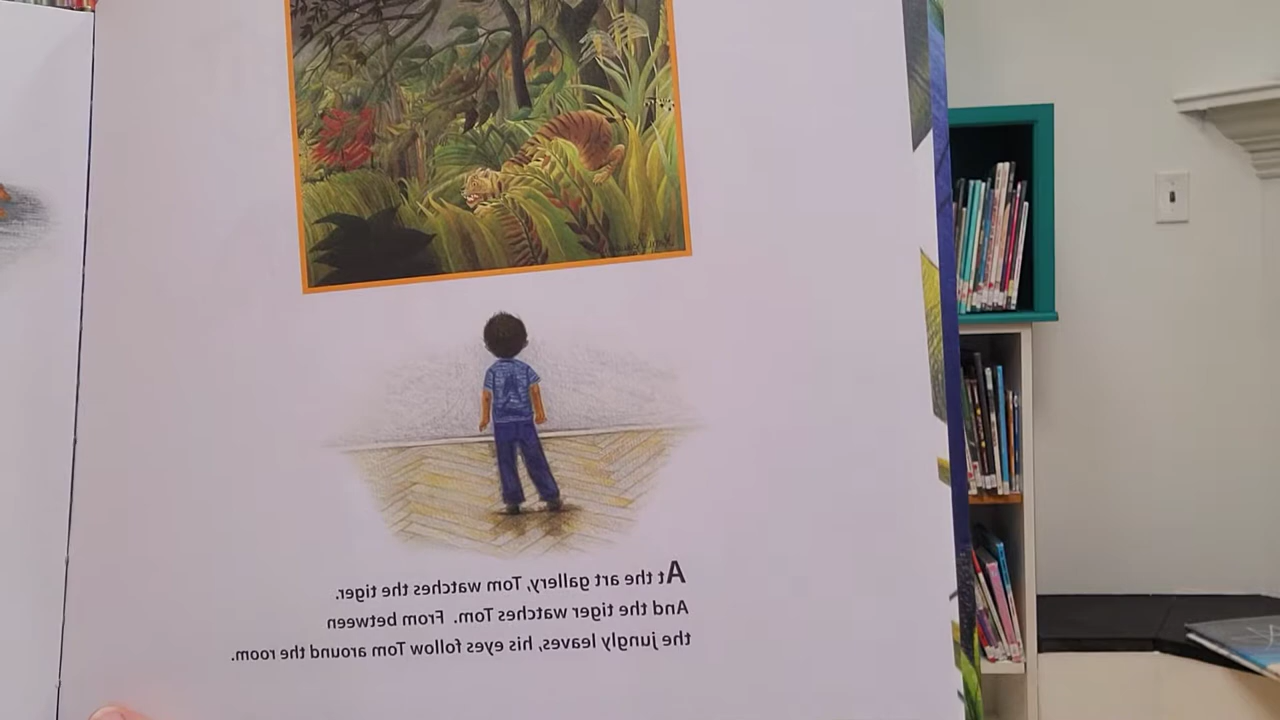 At the art gallery, Tom watches the tiger.
And the tiger watches Tom. From between
the jungly leaves, his eyes follow Tom around the room.